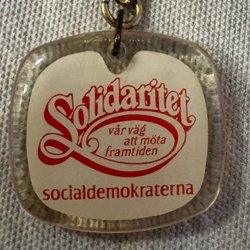 Solidaritet
vår väg
att möta
framtiden
socialdemokraterna